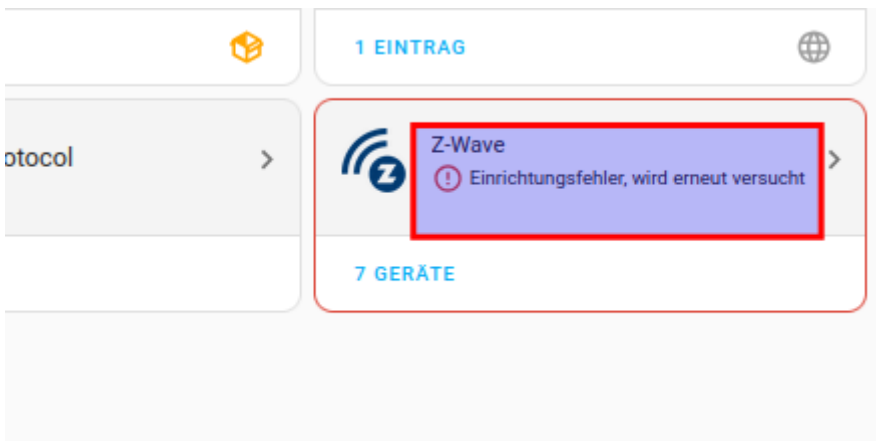 1 EINTRAG
otocol
Z-Wave
Einrichtungsfehler, wird erneut versucht
7 GERÄTE